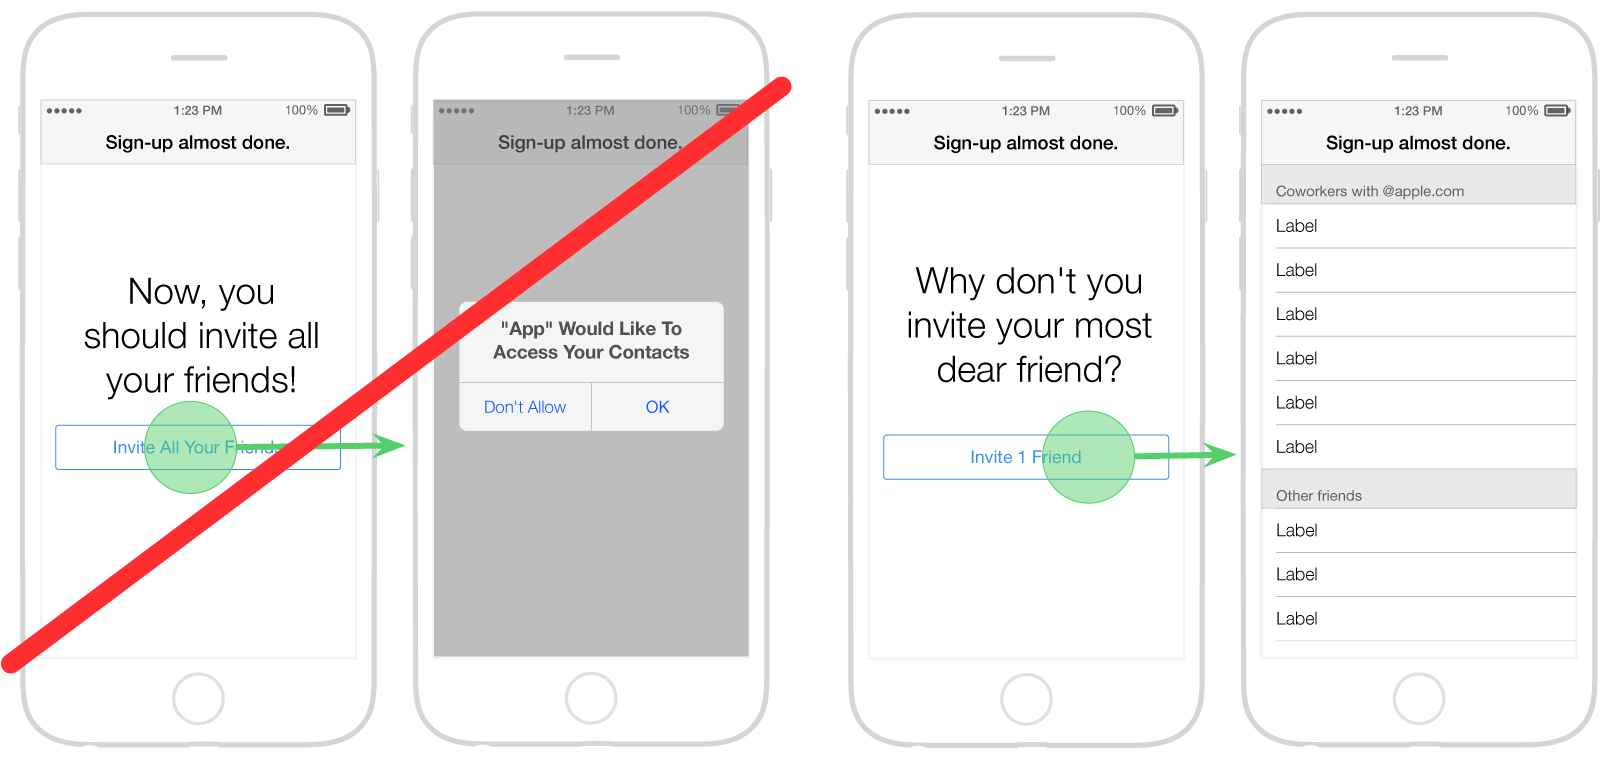 1:23 PM 100%
Sign-up almost done.
Now, you
should invite all
your friends!
Invite All Your Friends
1:23 PM 100%
Sign-up almost done.
"App" Would Like To
Access Your Contacts
Don't Allow OK
1:23 PM 100%
Sign-up almost done.
Why don't you
invite your most
dear friend?
Invite 1 Friend
1:23 PM 100%
Sign-up almost done.
Coworkers with @apple.com
Label
Label
Label
Label
Label
Label
Other friends
Label
Label
Label